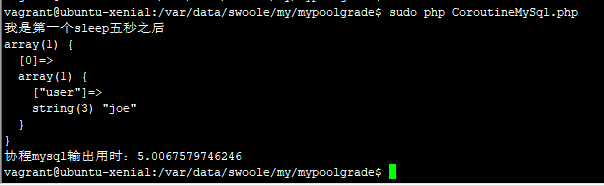 vagrant@ubuntu-xenial:/var/data/swoole/my/mypoolgrade$ sudo php CoroutineMySql.php
我是第一个sleep五秒之后
array(1) {
  [0]=>
  array(1) {
    ["user"]=>
    string(3) "joe"
  }
}
协程mysql输出用时：5.0067579746246
vagrant@ubuntu-xenial:/var/data/swoole/my/mypoolgrade$